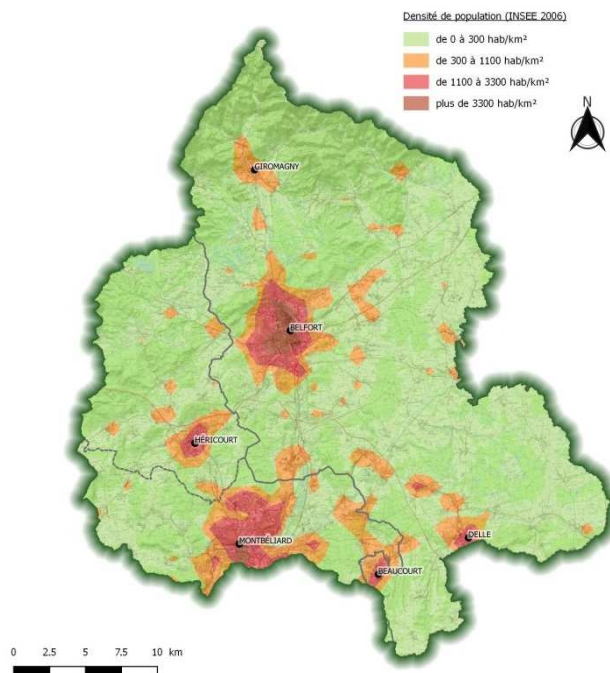 Densité de population (INSEE 2006)
de 0 à 300 hab/km²
de 300 à 1100 hab/km²
de 1100 à 3300 hab/km²
plus de 3300 hab/km²
N
GIROMAGNY
BELFORT
HÉRICOURT
MONTBÉLIARD
DELLE
BEAUCOURT
0 2.5 5 7.5 10 km